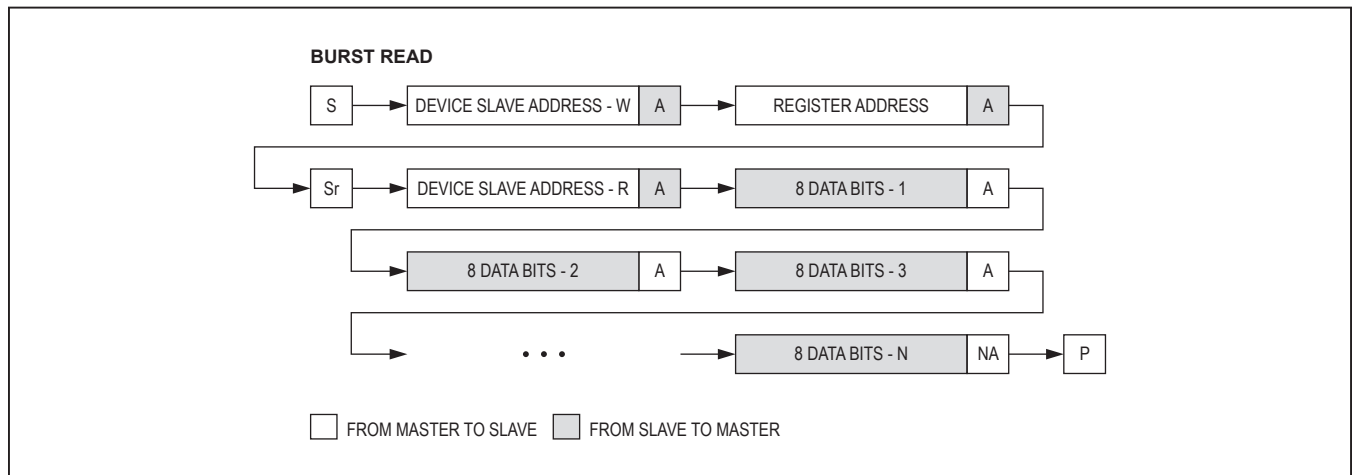 BURST READ
S DEVICE SLAVE ADDRESS - W A REGISTER ADDRESS A
Sr DEVICE SLAVE ADDRESS - R A 8 DATA BITS - 1 A
8 DATA BITS - 2 A 8 DATA BITS - 3 A
• • • 8 DATA BITS - N NA P
FROM MASTER TO SLAVE FROM SLAVE TO MASTER